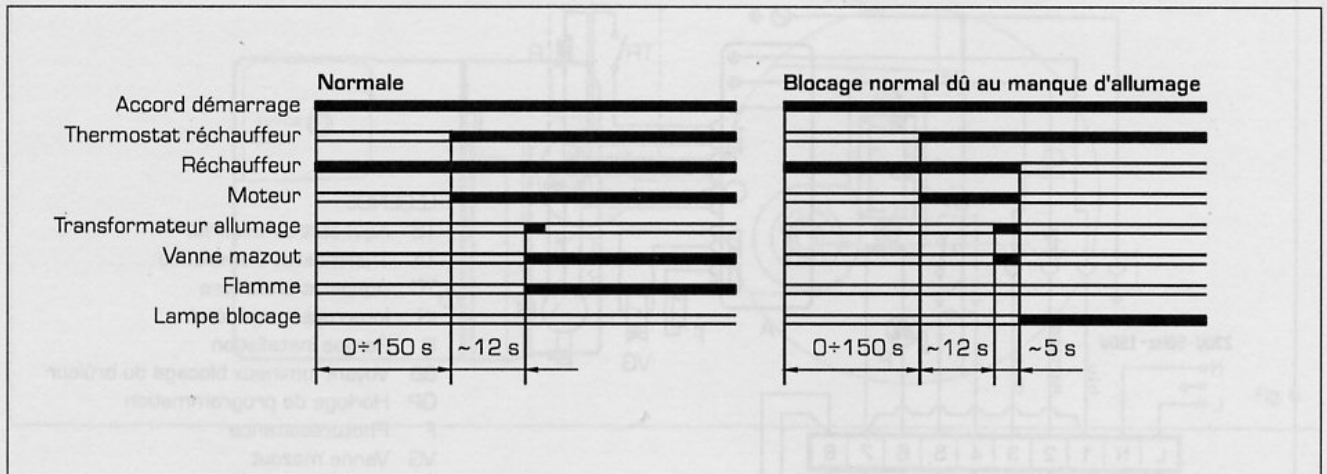 Normale
Blocage normal dû au manque d'allumage
Accord démarrage
Thermostat réchauffeur
Réchauffeur
Moteur
Transformateur allumage
Vanne mazout
Flamme
Lampe blocage
0÷150 s ~12 s
0÷150 s ~12 s ~5 s